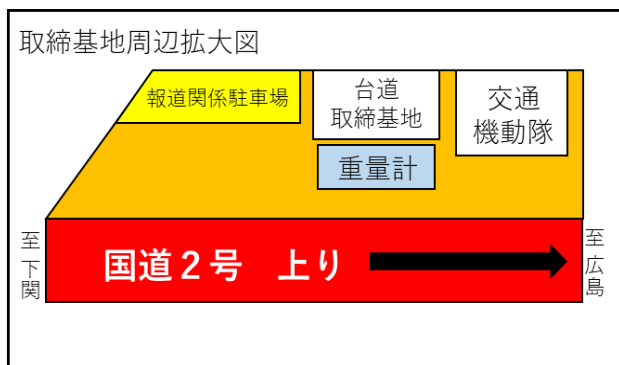 取締基地周辺拡大図
報道関係駐車場
台道
取締基地
交通
機動隊
重量計
至下関
国道２号　上り
至広島